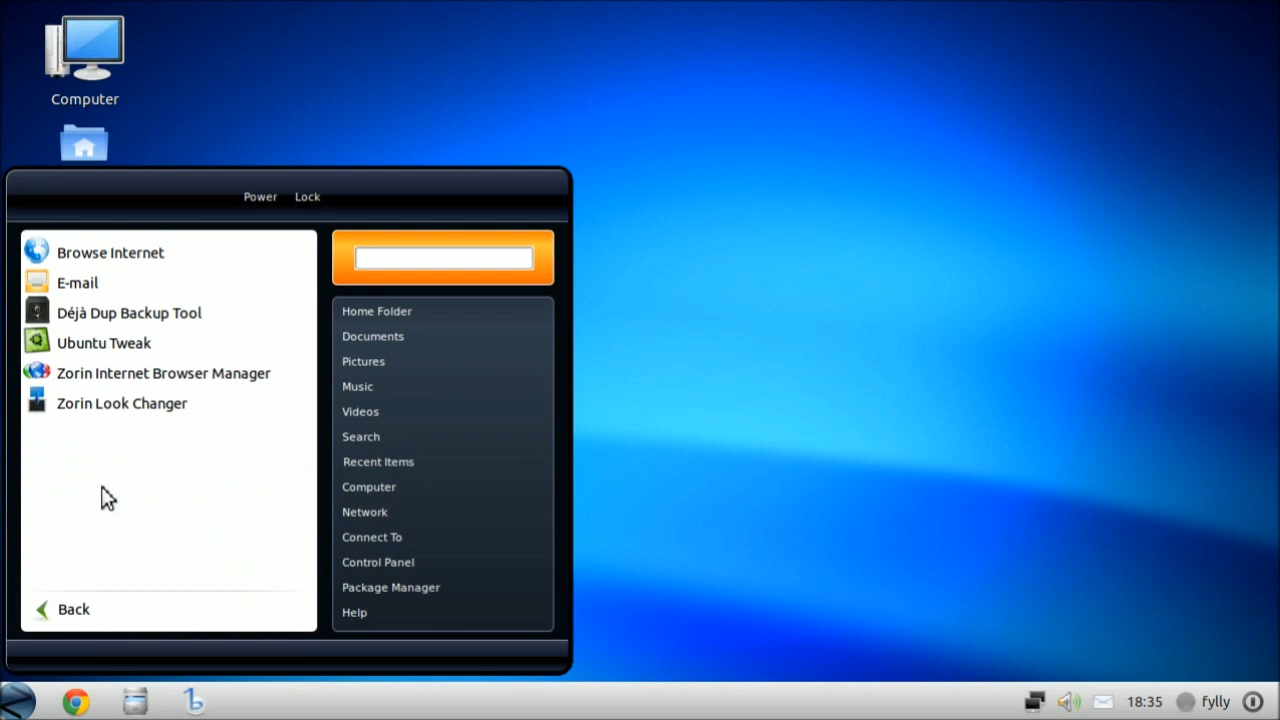 Computer
Power Lock
Browse Internet
E-mail
Déjà Dup Backup Tool
Ubuntu Tweak
Zorin Internet Browser Manager
Zorin Look Changer
Back
Home Folder
Documents
Pictures
Music
Videos
Search
Recent Items
Computer
Network
Connect To
Control Panel
Package Manager
Help
18:35 fylly